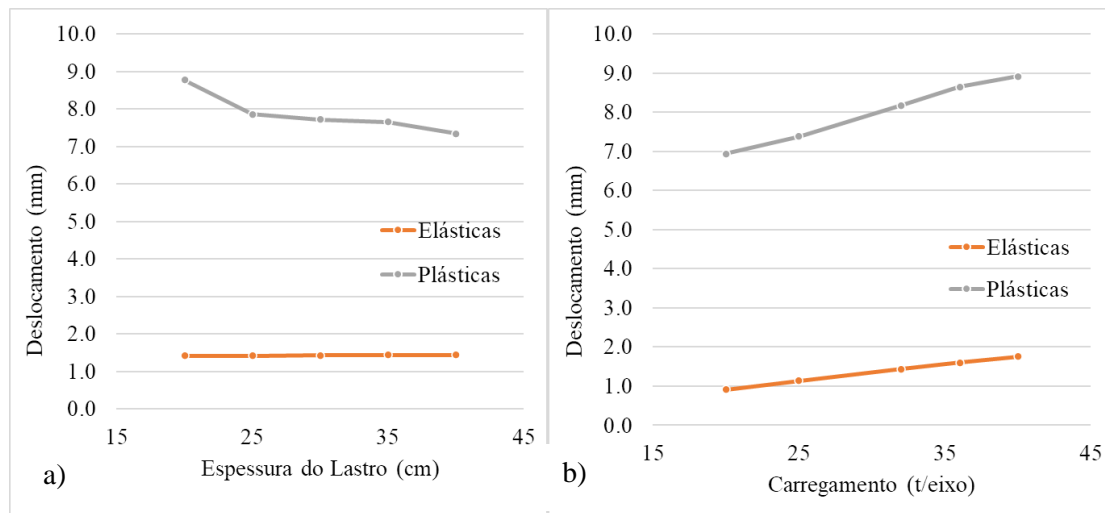 10.0
9.0
8.0
7.0
6.0
5.0
4.0
3.0
2.0
1.0
0.0
Deslocamento (mm)
Elásticas
Plásticas
15 25 35 45
Espessura do Lastro (cm)
a)
10.0
9.0
8.0
7.0
6.0
5.0
4.0
3.0
2.0
1.0
0.0
Deslocamento (mm)
Elásticas
Plásticas
15 25 35 45
Carregamento (t/eixo)
b)